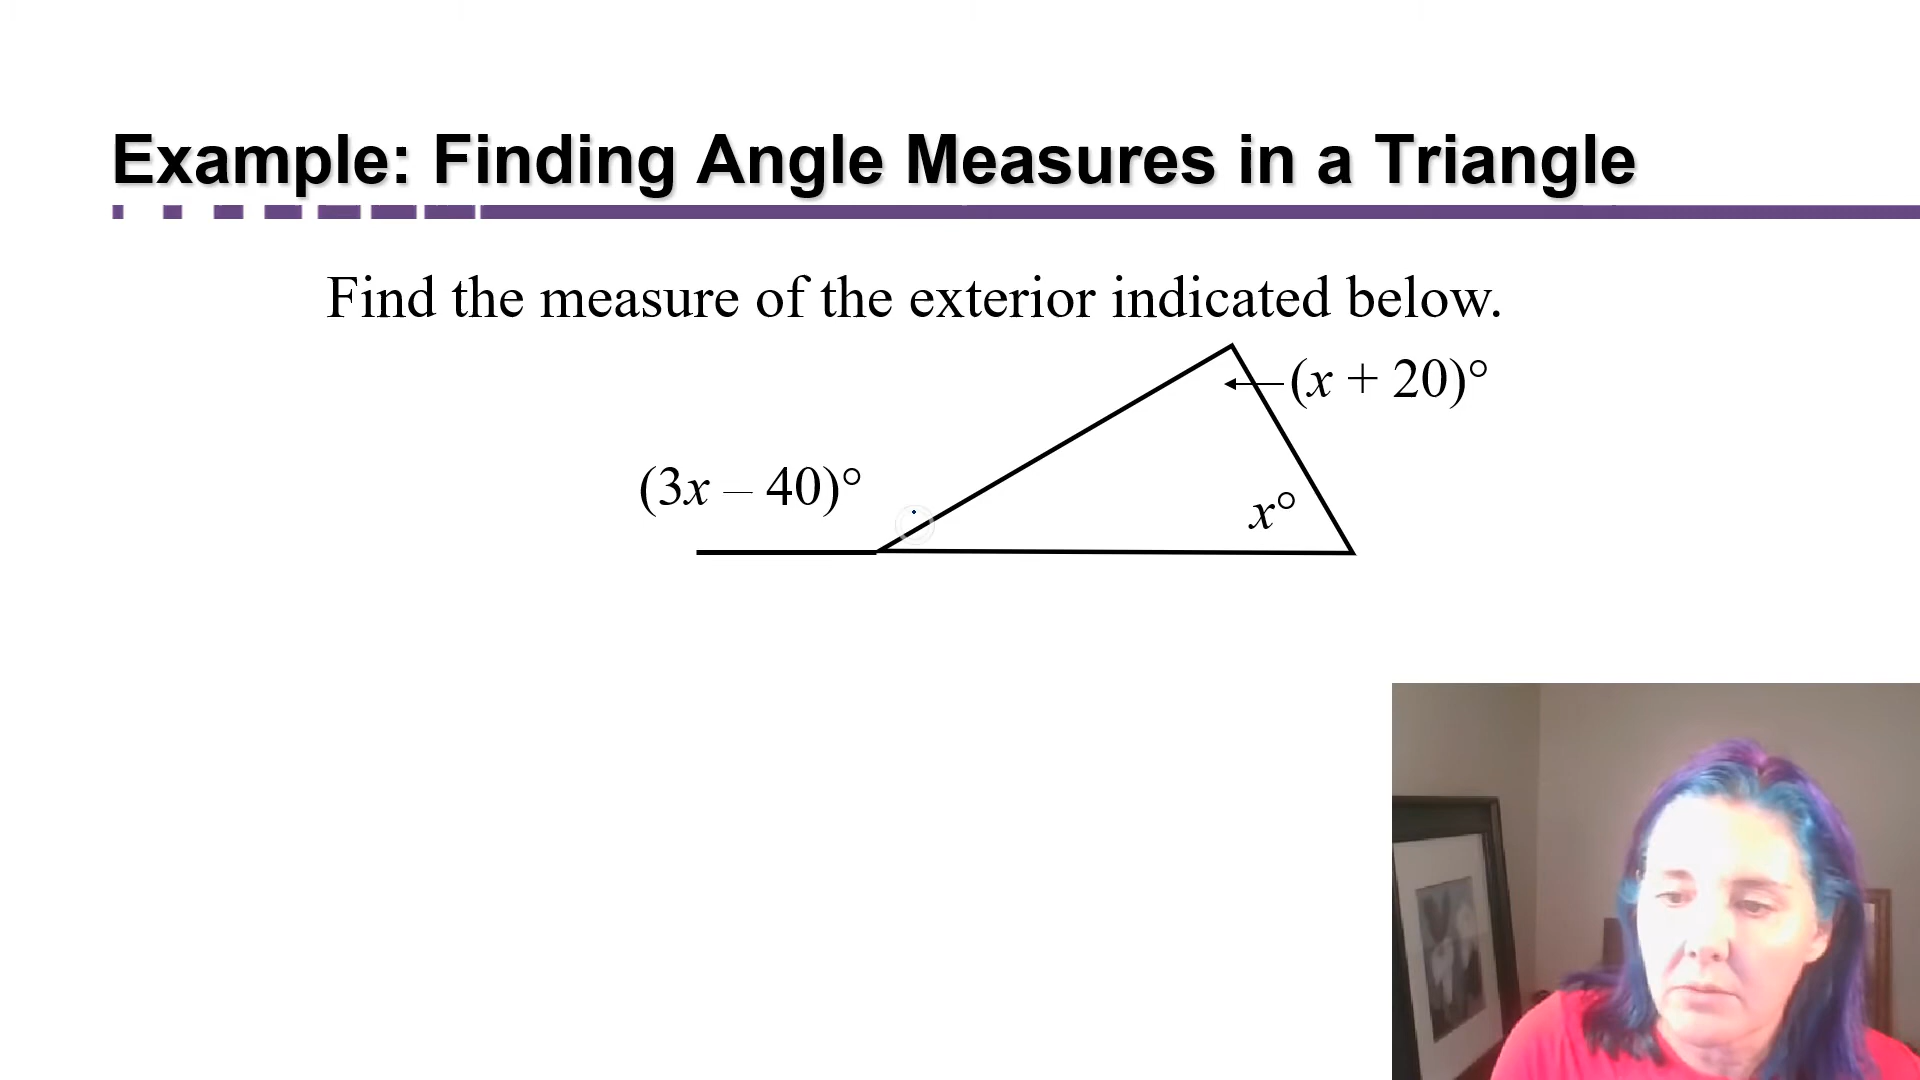 Example: Finding Angle Measures in a Triangle
Find the measure of the exterior indicated below.
(x + 20)°
(3x – 40)°
x°